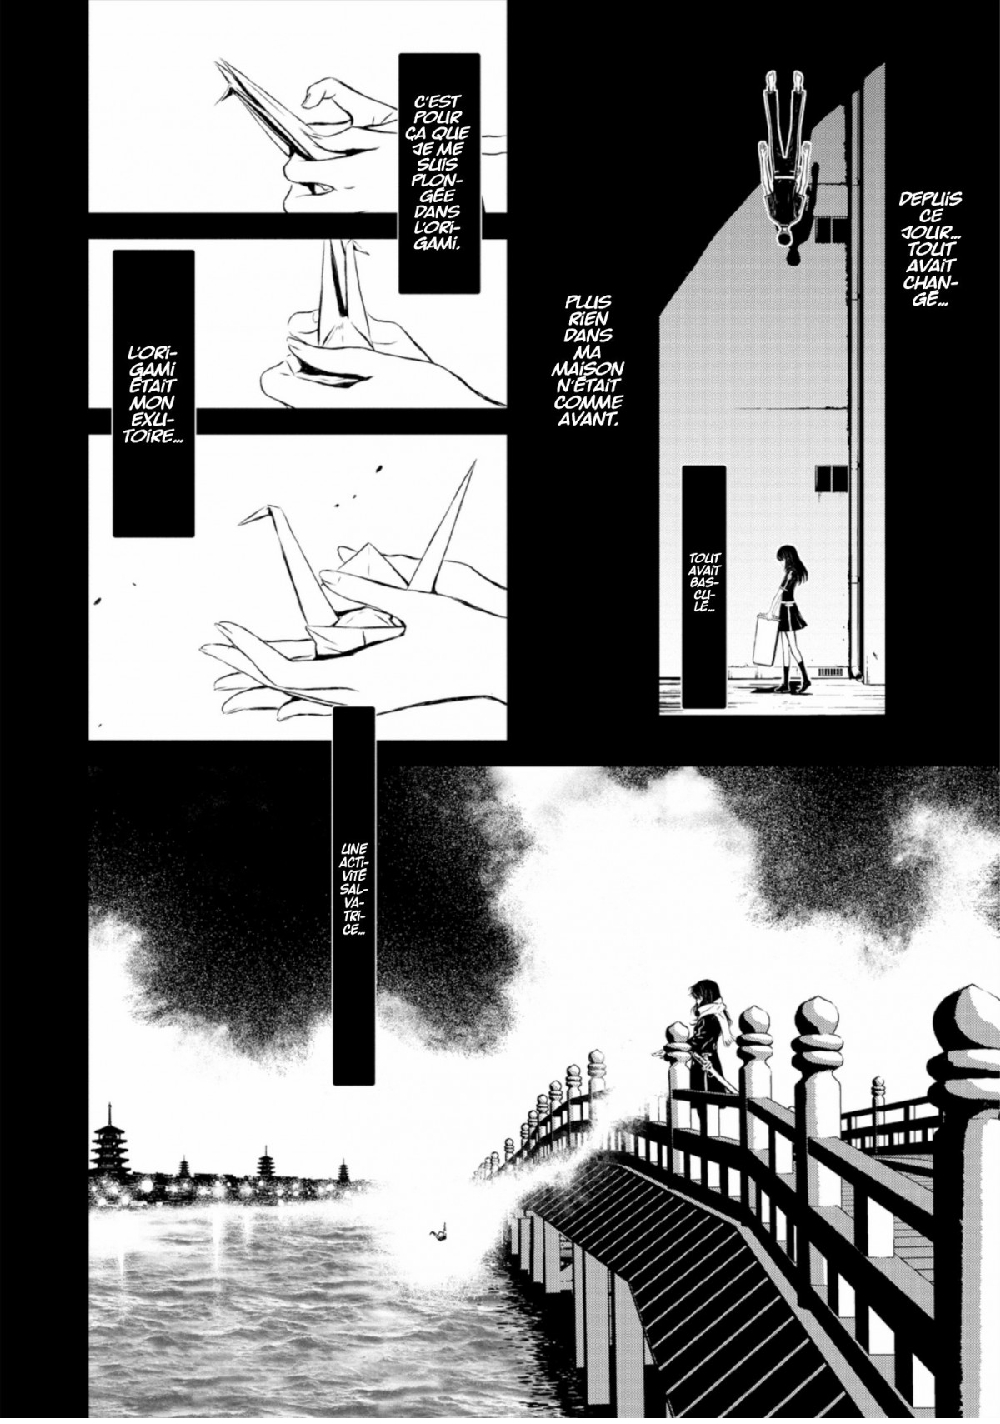 DEPUIS
CE
JOUR...
TOUT
AVAIT
CHAN-
GÉ...
PLUS
RIEN
DANS
MA
MAISON
N'ÉTAIT
COMME
AVANT.
TOUT
AVAIT
BAS-
CU-
LÉ...
C'EST
POUR
ÇA QUE
JE ME
SUIS
PLON-
GÉE
DANS
L'ORI-
GAMI.
L'ORI-
GAMI
ÉTAIT
MON
EXU-
TOIRE...
UNE
ACTI-
VITÉ
SAL-
VA-
TRI-
CE...